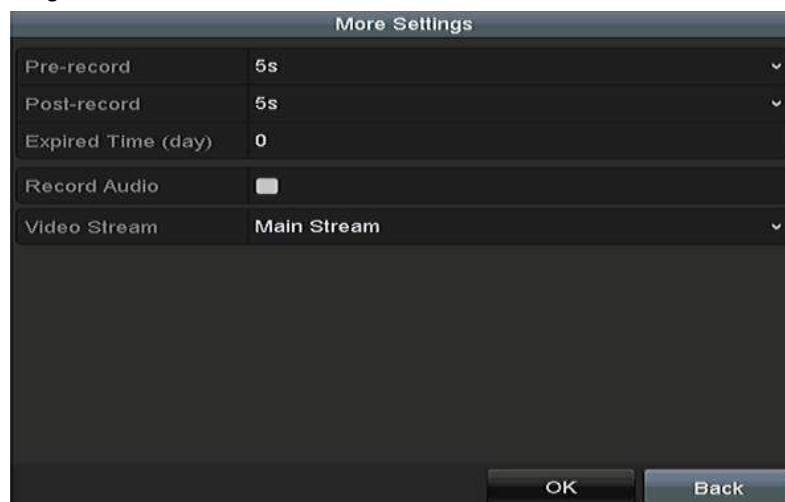 More Settings
Pre-record 5s
Post-record 5s
Expired Time (day) 0
Record Audio
Video Stream Main Stream
OK Back